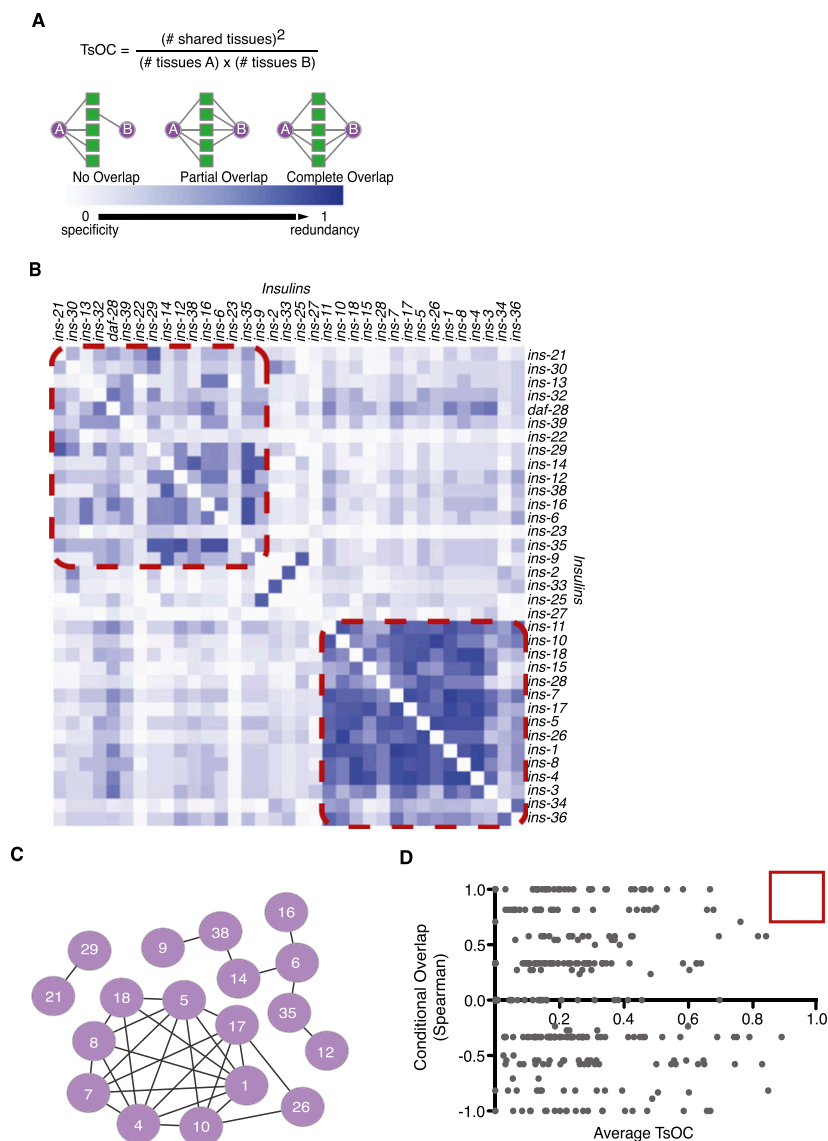 A
TsOC = (# shared tissues)2
(# tissues A) x (# tissues B)
A B A B A B
No Overlap Partial Overlap Complete Overlap
0 1
specificity redundancy
B
Insulins
ins-21
ins-30
ins-13
ins-32
daf-28
ins-39
ins-22
ins-29
ins-14
ins-12
ins-38
ins-16
ins-6
ins-23
ins-35
ins-9
ins-2
ins-33
ins-25
ins-27
ins-11
ins-10
ins-18
ins-15
ins-28
ins-7
ins-17
ins-5
ins-26
ins-1
ins-8
ins-4
ins-3
ins-34
ins-36
ins-21
ins-30
ins-13
ins-32
daf-28
ins-39
ins-22
ins-29
ins-14
ins-12
ins-38
ins-16
ins-6
ins-23
ins-35
ins-9
ins-2
ins-33
ins-25
ins-27
ins-11
ins-10
ins-18
ins-15
ins-28
ins-7
ins-17
ins-5
ins-26
ins-1
ins-8
ins-4
ins-3
ins-34
ins-36
Insulins
C
16
38
9
29
6
14
21
18
5
35
17
8
12
1
7
26
4
10
D
Conditional Overlap
(Spearman)
1.0
0.5
0.0
-0.5
-1.0
0.2 0.4 0.6 0.8 1.0
Average TsOC